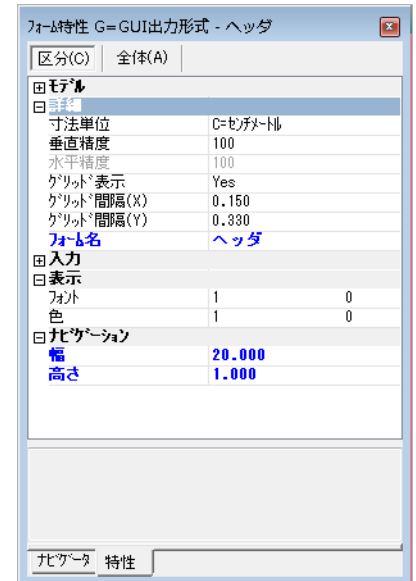 ﾌｫｰﾑ特性 G=GUI出力形式 - ヘッダ
区分(C) 全体(A)
ﾓﾃﾞﾙ
詳細
寸法単位 C=ｾﾝﾁﾒｰﾄﾙ
垂直精度 100
水平精度 100
ｸﾞﾘｯﾄﾞ表示 Yes
ｸﾞﾘｯﾄﾞ間隔(X) 0.150
ｸﾞﾘｯﾄﾞ間隔(Y) 0.330
ﾌｫｰﾑ名 ヘッダ
入力
表示
ﾌｫﾝﾄ 1 0
色 1 0
ﾅﾋﾞｹﾞｰｼｮﾝ
幅 20.000
高さ 1.000
ﾅﾋﾞｹﾞｰﾀ 特性